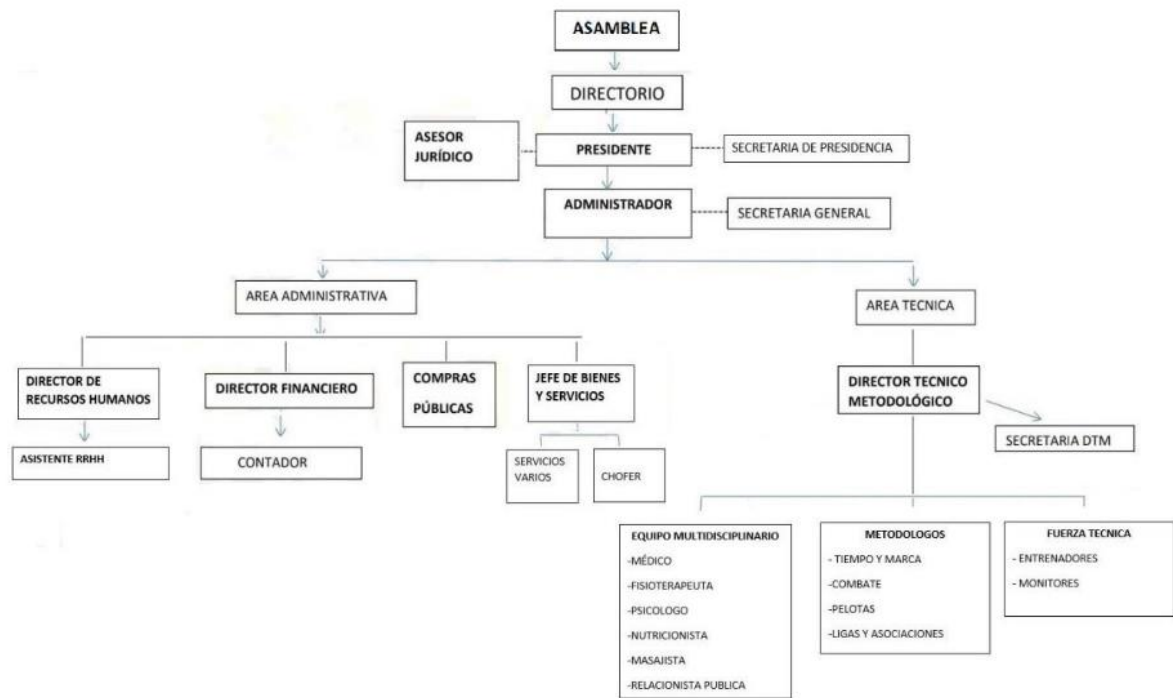 ASAMBLEA
DIRECTORIO
ASESOR
JURÍDICO
PRESIDENTE
SECRETARIA DE PRESIDENCIA
ADMINISTRADOR
SECRETARIA GENERAL
AREA ADMINISTRATIVA
AREA TECNICA
DIRECTOR DE
RECURSOS HUMANOS
DIRECTOR FINANCIERO
COMPRAS
PÚBLICAS
JEFE DE BIENES
Y SERVICIOS
DIRECTOR TECNICO
METODOLÓGICO
ASISTENTE RRHH
CONTADOR
SERVICIOS
VARIOS
CHOFER
SECRETARIA DTM
EQUIPO MULTIDISCIPLINARIO
-MÉDICO
-FISIOTERAPEUTA
-PSICOLOGO
-NUTRICIONISTA
-MASAJISTA
-RELACIONISTA PUBLICA
METODOLOGOS
- TIEMPO Y MARCA
-COMBATE
-PELOTAS
-LIGAS Y ASOCIACIONES
FUERZA TECNICA
- ENTRENADORES
- MONITORES